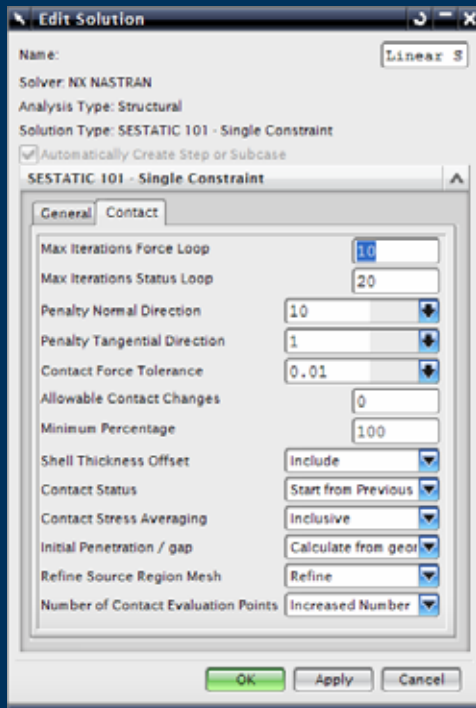 Edit Solution
Name: Linear S
Solver: NX NASTRAN
Analysis Type: Structural
Solution Type: SESTATIC 101 - Single Constraint
Automatically Create Step or Subcase
SESTATIC 101 - Single Constraint
General Contact
Max Iterations Force Loop 10
Max Iterations Status Loop 20
Penalty Normal Direction 10
Penalty Tangential Direction 1
Contact Force Tolerance 0.01
Allowable Contact Changes 0
Minimum Percentage 100
Shell Thickness Offset Include
Contact Status Start from Previous
Contact Stress Averaging Inclusive
Initial Penetration / gap Calculate from geor
Refine Source Region Mesh Refine
Number of Contact Evaluation Points Increased Number
OK Apply Cancel